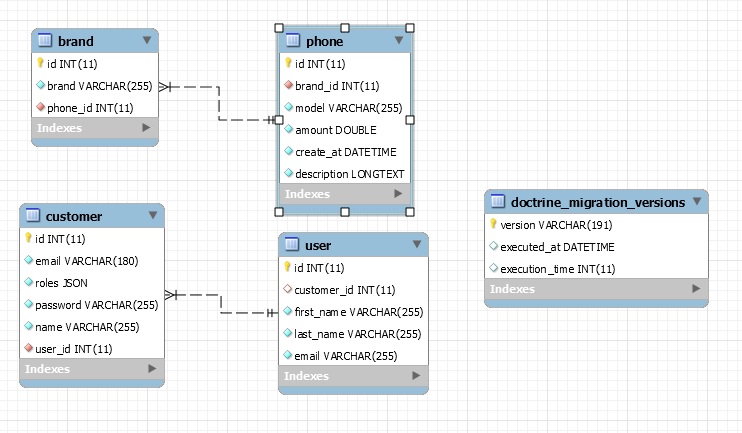 brand
id INT(11)
brand VARCHAR(255)
phone_id INT(11)
Indexes
phone
id INT(11)
brand_id INT(11)
model VARCHAR(255)
amount DOUBLE
create_at DATETIME
description LONGTEXT
Indexes
customer
id INT(11)
email VARCHAR(180)
roles JSON
password VARCHAR(255)
name VARCHAR(255)
user_id INT(11)
Indexes
user
id INT(11)
customer_id INT(11)
first_name VARCHAR(255)
last_name VARCHAR(255)
email VARCHAR(255)
Indexes
doctrine_migration_versions
version VARCHAR(191)
executed_at DATETIME
execution_time INT(11)
Indexes